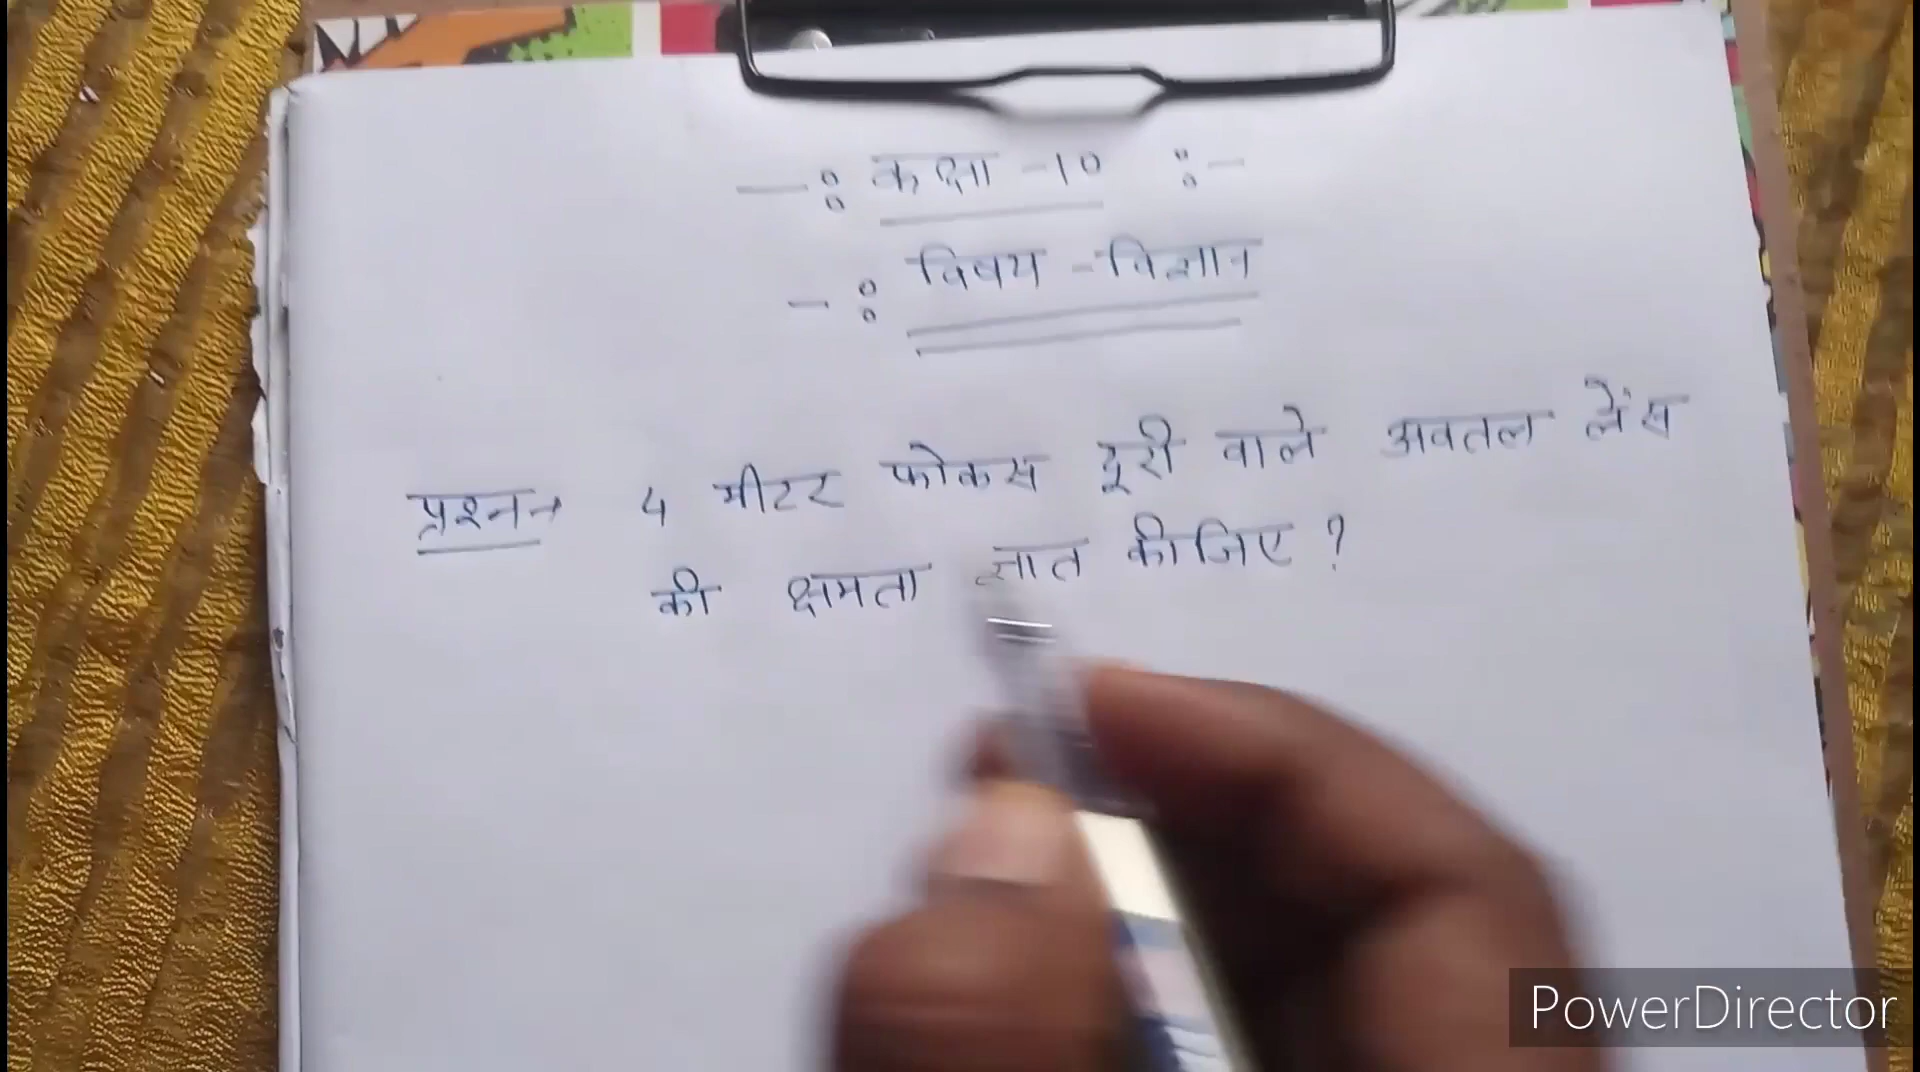 —: कक्षा -10 :-
-: विषय - विज्ञान
प्रश्न→ 4 मीटर फोकस दूरी वाले अवतल लेंस
की क्षमता ज्ञात कीजिए ?
PowerDirector